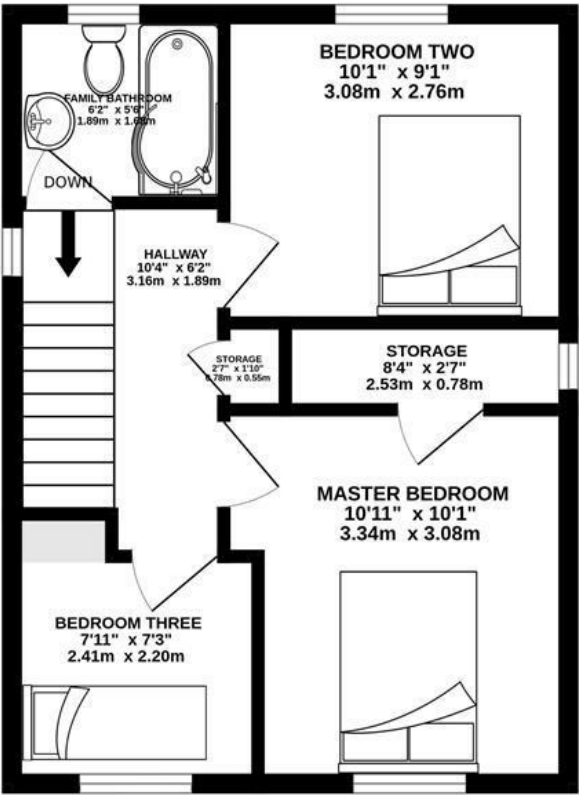 BEDROOM TWO
10'1" x 9'1"
3.08m x 2.76m
FAMILY BATHROOM
6'2" x 5'6"
1.89m x 1.68m
DOWN
HALLWAY
10'4" x 6'2"
3.16m x 1.89m
STORAGE
2'7" x 1'10"
0.78m x 0.55m
STORAGE
8'4" x 2'7"
2.53m x 0.78m
MASTER BEDROOM
10'11" x 10'1"
3.34m x 3.08m
BEDROOM THREE
7'11" x 7'3"
2.41m x 2.20m